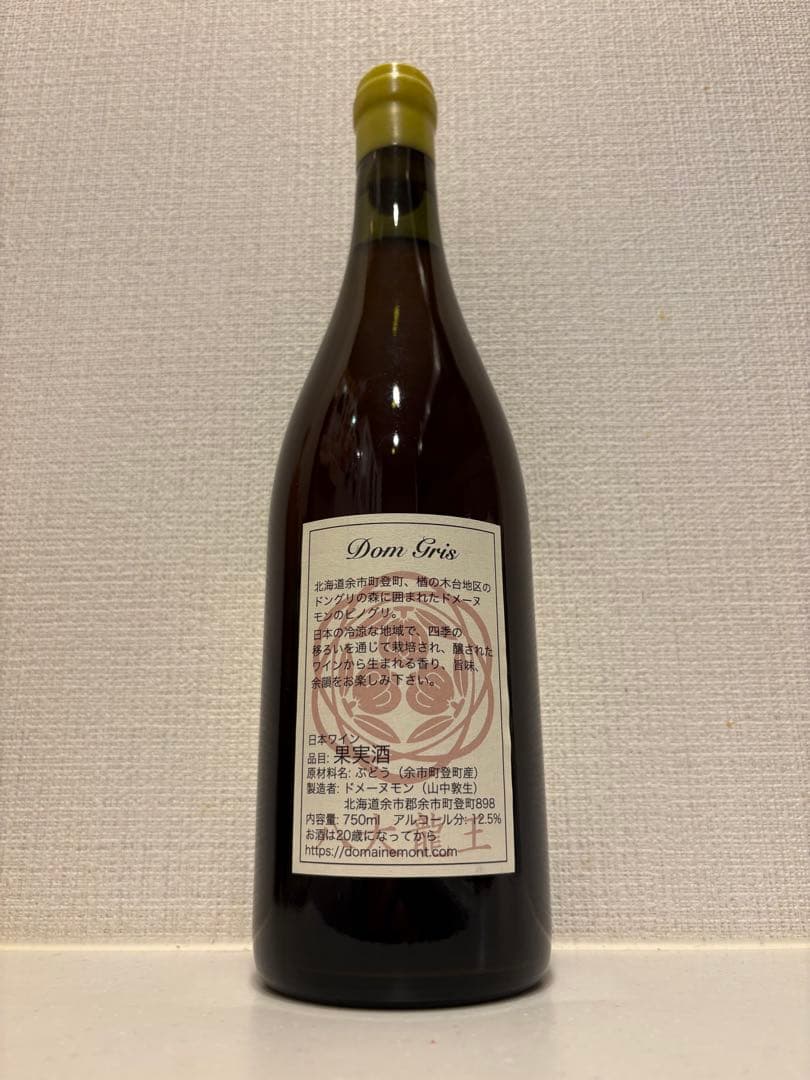 Dom Gris
北海道余市町登町、楢の木台地区の
ドングリの森に囲まれたドメーヌ
モンのピノグリ。
日本の冷涼な地域で、四季の
移ろいを通じて栽培され、醸された
ワインから生まれる香り、旨味、
余韻をお楽しみ下さい。
日本ワイン
品目: 果実酒
原材料名: ぶどう（余市町登町産）
製造者: ドメーヌモン（山中敦生）
北海道余市郡余市町登町898
内容量: 750ml アルコール分: 12.5%
お酒は20歳になってから
https://domainemont.com
大龍王